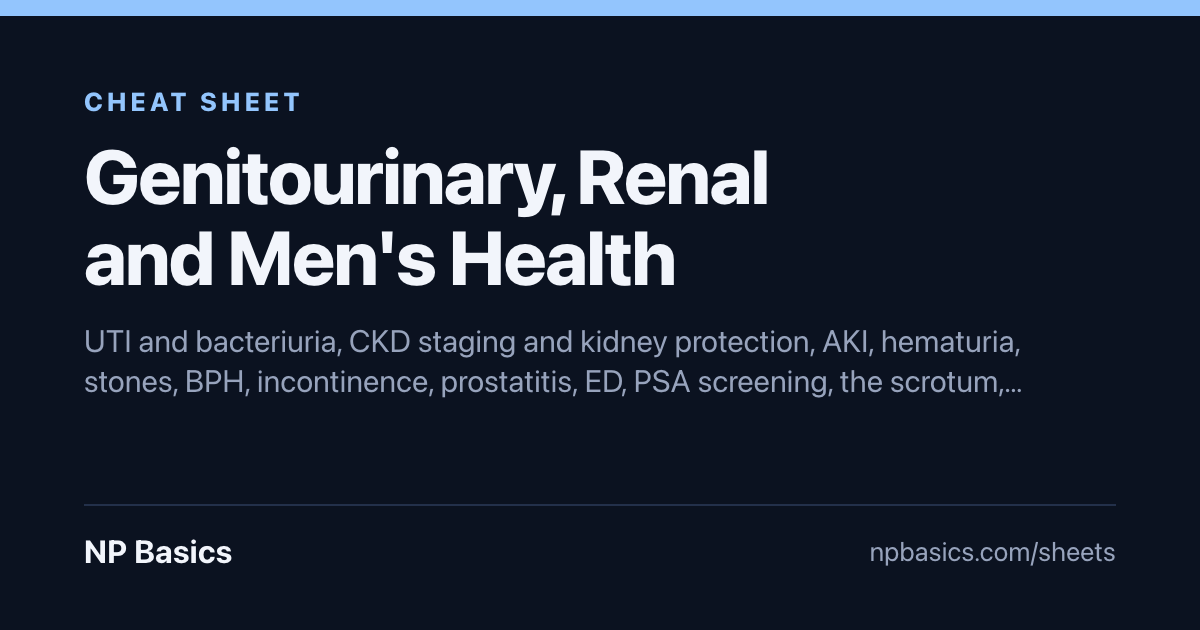 CHEAT SHEET
Genitourinary, Renal
and Men's Health
UTI and bacteriuria, CKD staging and kidney protection, AKI, hematuria,
stones, BPH, incontinence, prostatitis, ED, PSA screening, the scrotum,...
NP Basics
npbasics.com/sheets